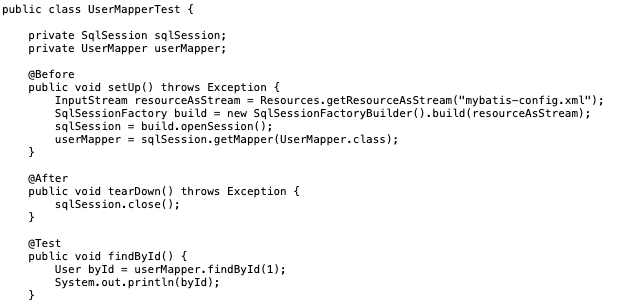 public class UserMapperTest {

    private SqlSession sqlSession;
    private UserMapper userMapper;

    @Before
    public void setUp() throws Exception {
        InputStream resourceAsStream = Resources.getResourceAsStream("mybatis-config.xml");
        SqlSessionFactory build = new SqlSessionFactoryBuilder().build(resourceAsStream);
        sqlSession = build.openSession();
        userMapper = sqlSession.getMapper(UserMapper.class);
    }

    @After
    public void tearDown() throws Exception {
        sqlSession.close();
    }

    @Test
    public void findById() {
        User byId = userMapper.findById(1);
        System.out.println(byId);
    }